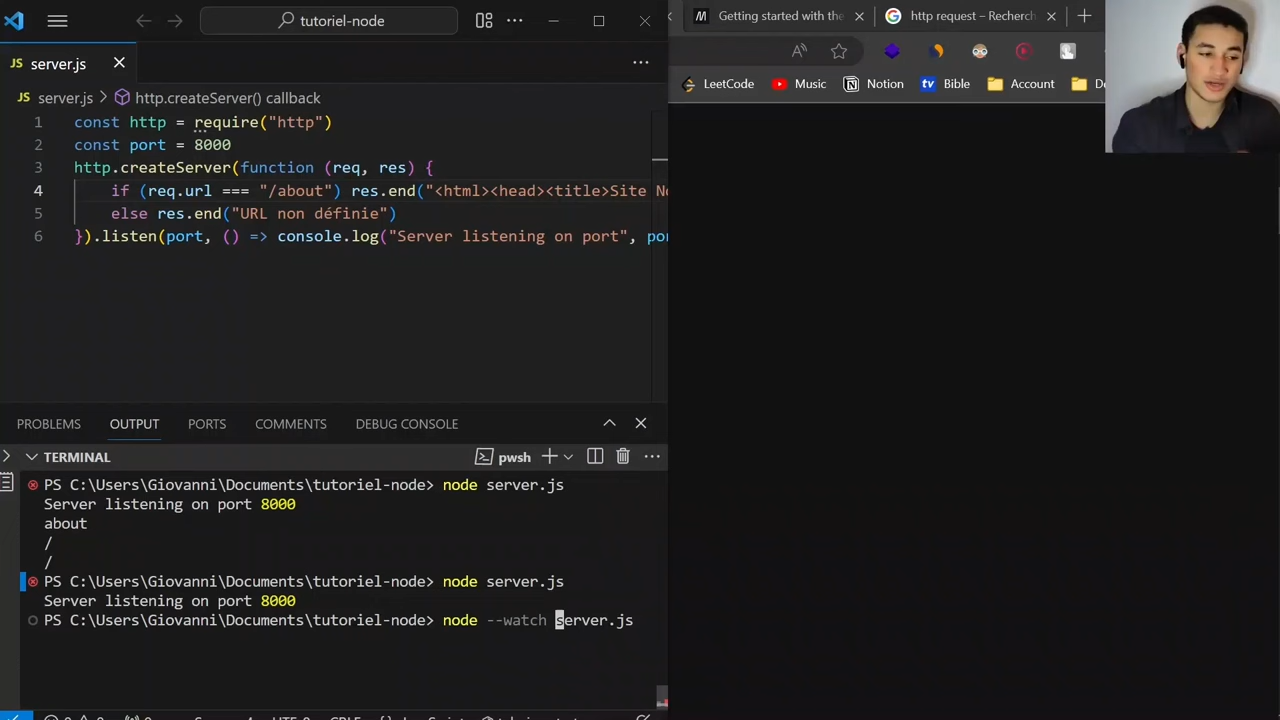 tutoriel-node
Getting started with the
http request – Recherch
JS server.js
LeetCode
Music
Notion
tv Bible
Account
JS server.js > http.createServer() callback
1 const http = require("http")
2 const port = 8000
3 http.createServer(function (req, res) {
4 if (req.url === "/about") res.end("<html><head><title>Site No
5 else res.end("URL non définie")
6 }).listen(port, () => console.log("Server listening on port", po
PROBLEMS
OUTPUT
PORTS
COMMENTS
DEBUG CONSOLE
TERMINAL
pwsh
PS C:\Users\Giovanni\Documents\tutoriel-node> node server.js
Server listening on port 8000
about
/
/
PS C:\Users\Giovanni\Documents\tutoriel-node> node server.js
Server listening on port 8000
PS C:\Users\Giovanni\Documents\tutoriel-node> node --watch server.js